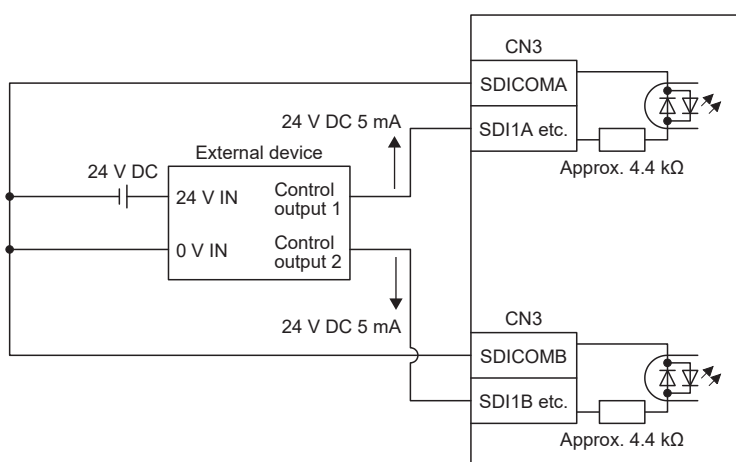 CN3
SDICOMA
24 V DC 5 mA
SDI1A etc.
External device
Approx. 4.4 kΩ
24 V DC
24 V IN
Control
output 1
0 V IN
Control
output 2
24 V DC 5 mA
CN3
SDICOMB
SDI1B etc.
Approx. 4.4 kΩ